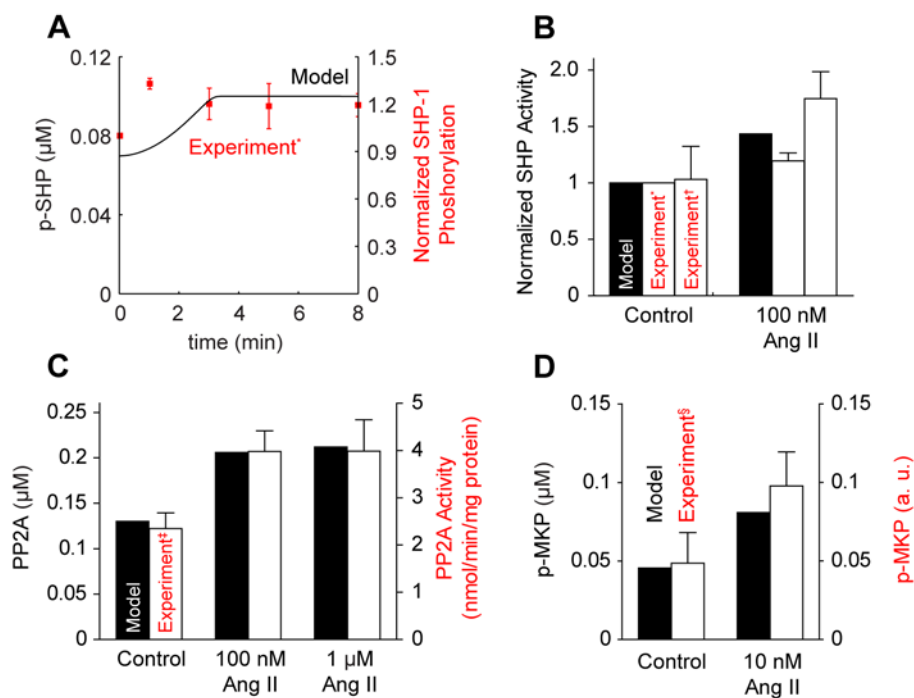 A
0.12
0.08
0.04
0
p-SHP (µM)
0
2
4
6
8
time (min)
1.5
1.2
0.9
0.6
0.3
0
Normalized SHP-1
Phoshorylation
Model
Experiment*
B
2.0
1.5
1
0.5
0
Normalized SHP Activity
Model
Experiment*
Experiment†
Control
100 nM
Ang II
C
0.25
0.2
0.15
0.1
0.05
0
PP2A (µM)
Model
Experiment‡
Control
100 nM
Ang II
1 µM
Ang II
5
4
3
2
1
0
PP2A Activity
(nmol/min/mg protein)
D
0.15
0.1
0.05
0
p-MKP (µM)
Model
Experiment§
Control
10 nM
Ang II
0.15
0.1
0.05
0
p-MKP (a. u.)